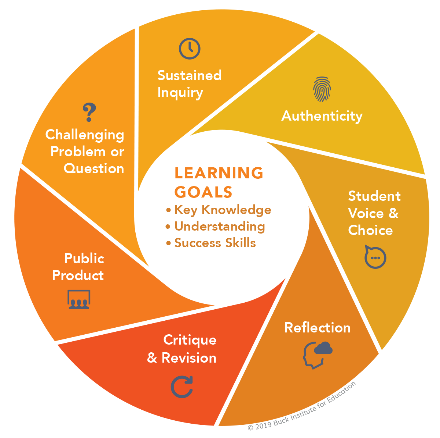 LEARNING
GOALS
• Key Knowledge
• Understanding
• Success Skills
Challenging
Problem or
Question
Sustained
Inquiry
Authenticity
Student
Voice &
Choice
Reflection
Critique
& Revision
Public
Product
© 2019 Buck Institute for Education